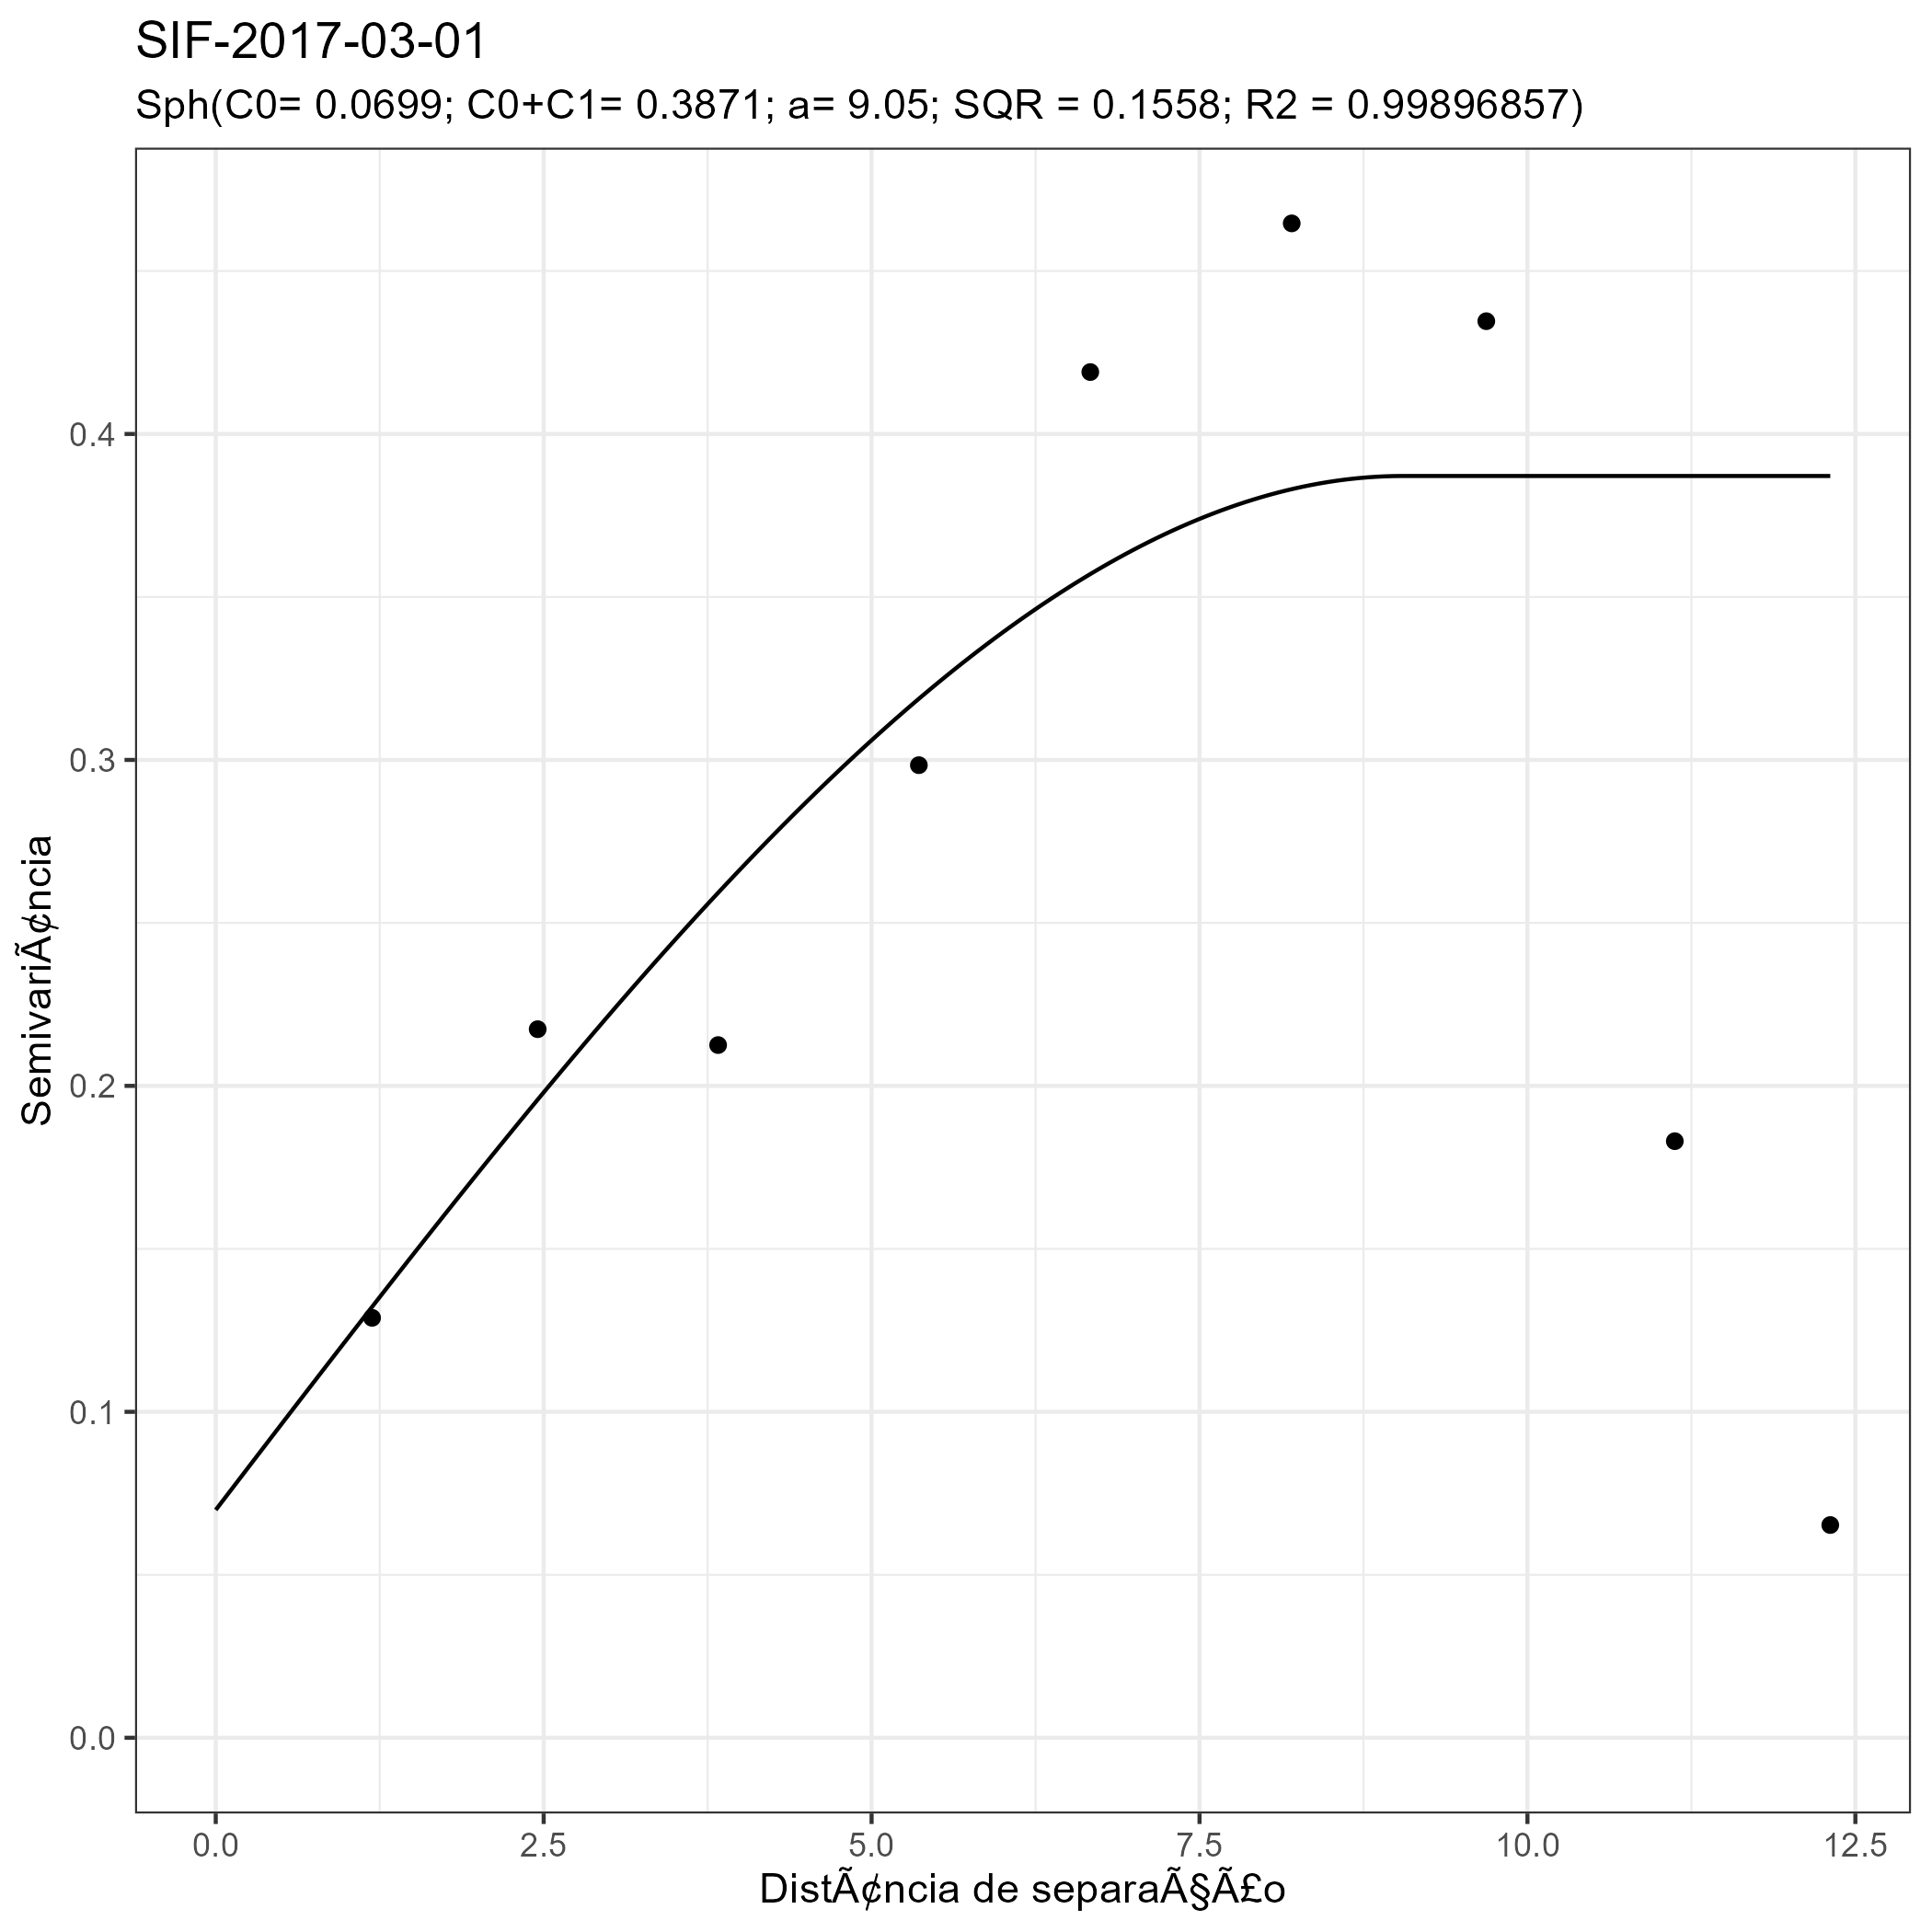 SIF-2017-03-01
Sph(C0= 0.0699; C0+C1= 0.3871; a= 9.05; SQR = 0.1558; R2 = 0.99896857)
SemivariÃ¢ncia
0.4
0.3
0.2
0.1
0.0
0.0 2.5 5.0 7.5 10.0 12.5
DistÃ¢ncia de separaÃ§Ã£o